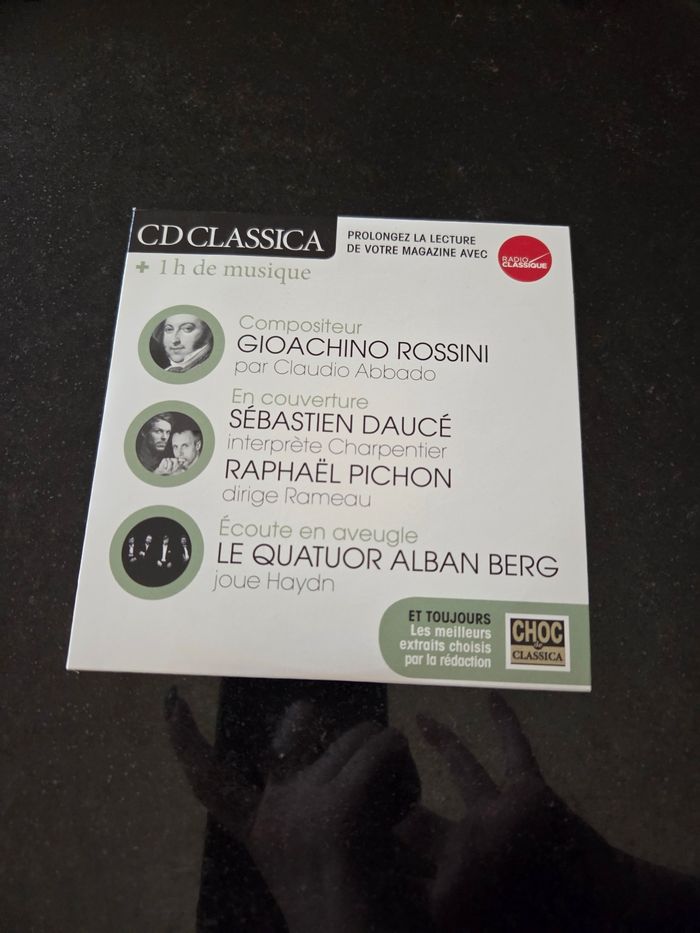 CD CLASSICA
+ 1 h de musique
PROLONGEZ LA LECTURE
DE VOTRE MAGAZINE AVEC
RADIO
CLASSIQUE
Compositeur
GIOACHINO ROSSINI
par Claudio Abbado
En couverture
SÉBASTIEN DAUCÉ
interprète Charpentier
RAPHAËL PICHON
dirige Rameau
Écoute en aveugle
LE QUATUOR ALBAN BERG
joue Haydn
ET TOUJOURS
Les meilleurs
extraits choisis
par la rédaction
CHOC
de
CLASSICA